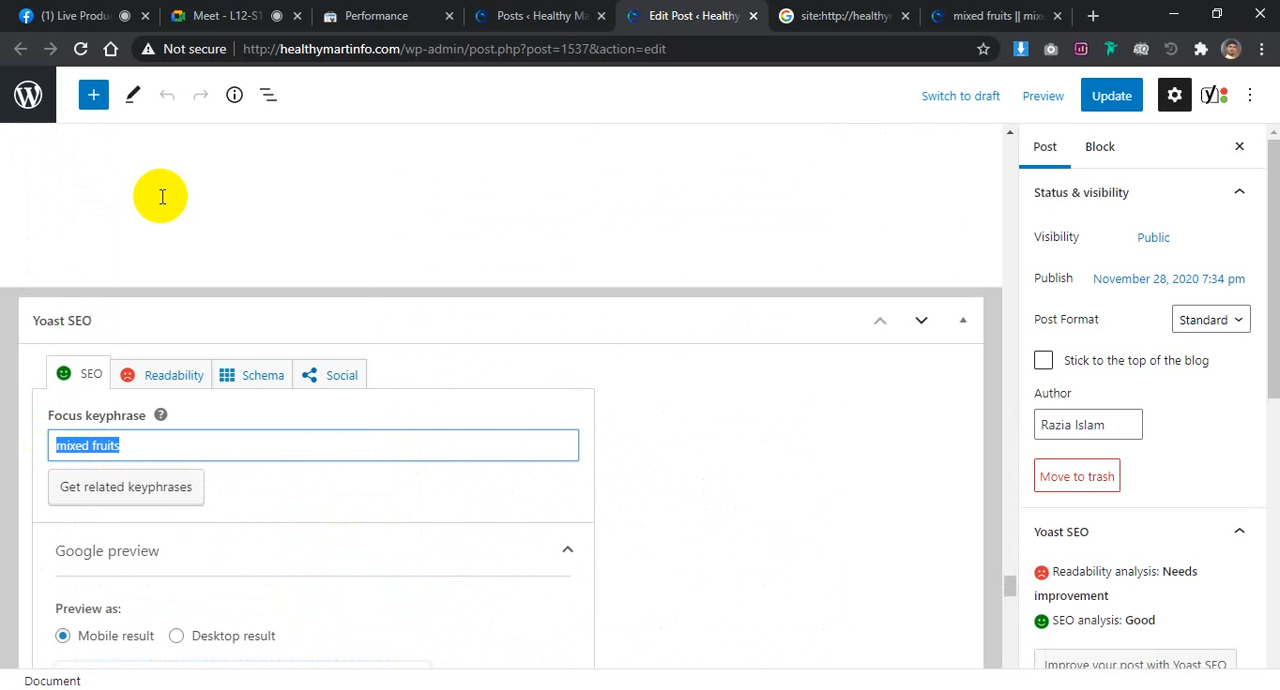 (1) Live Produ
Meet - L12-S1
Performance
Posts ‹ Healthy Ma
Edit Post ‹ Healthy
site:http://healthy
mixed fruits || mix
Not secure
http://healthymartinfo.com/wp-admin/post.php?post=1537&action=edit
Switch to draft
Preview
Update
Post
Block
Status & visibility
Visibility
Public
Publish
November 28, 2020 7:34 pm
Post Format
Standard
Stick to the top of the blog
Author
Razia Islam
Move to trash
Yoast SEO
Readability analysis: Needs
improvement
SEO analysis: Good
Improve your post with Yoast SEO
Yoast SEO
SEO
Readability
Schema
Social
Focus keyphrase
mixed fruits
Get related keyphrases
Google preview
Preview as:
Mobile result
Desktop result
Document